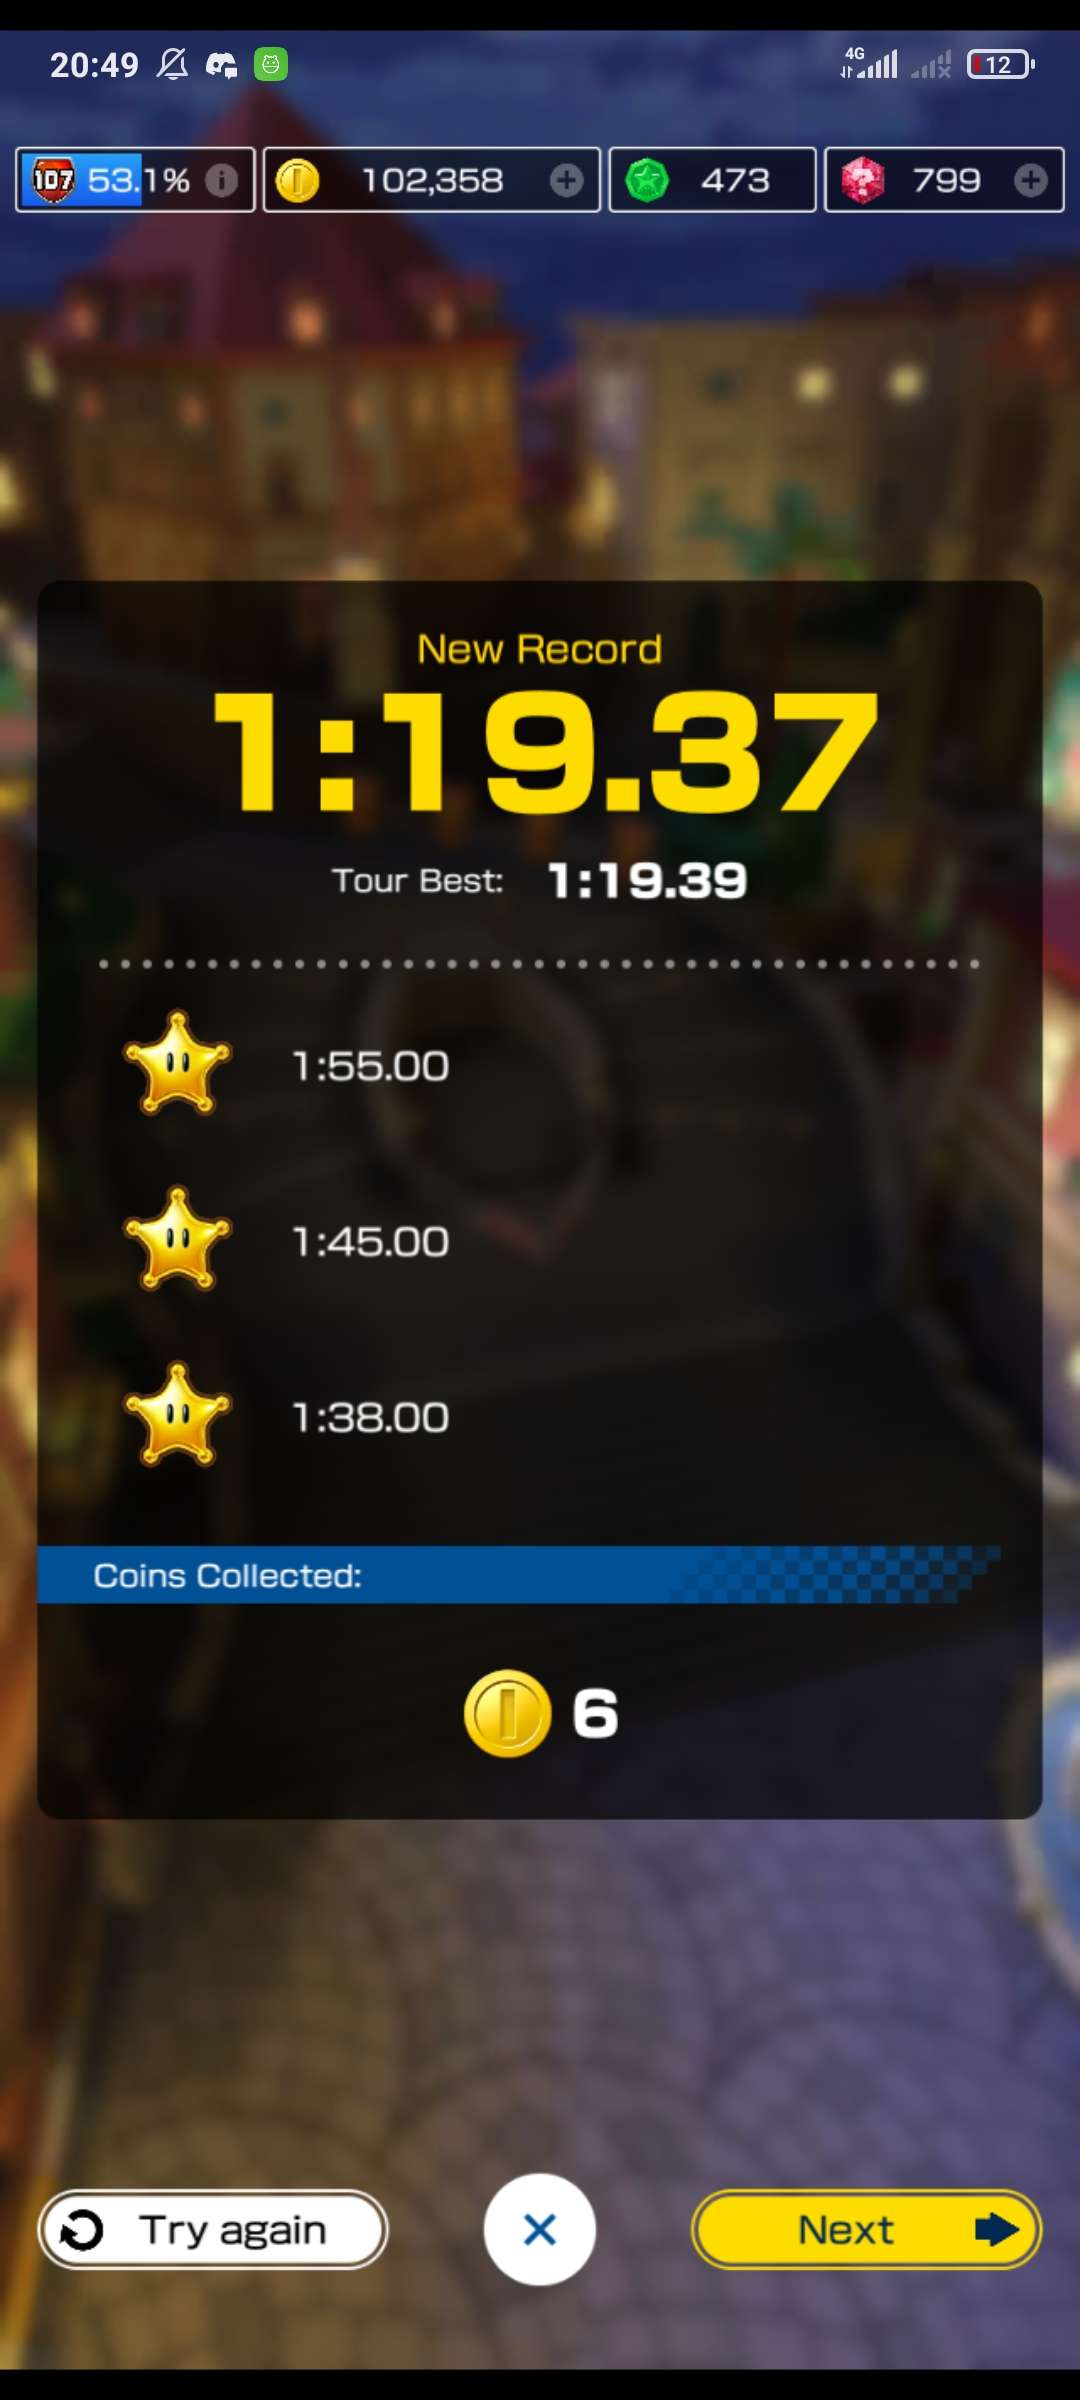 20:49 4G 12
107 53.1% i 102,358 + 473 ? 799 +
New Record
1:19.37
Tour Best: 1:19.39
1:55.00
1:45.00
1:38.00
Coins Collected:
6
Try again × Next